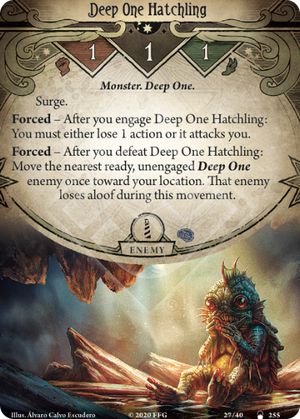 Deep One Hatchling
1 1 1
Monster. Deep One.
Surge.
Forced – After you engage Deep One Hatchling:
You must either lose 1 action or it attacks you.
Forced – After you defeat Deep One Hatchling:
Move the nearest ready, unengaged Deep One
enemy once toward your location. That enemy
loses aloof during this movement.
ENEMY
Illus. Álvaro Calvo Escudero
© 2020 FFG
27/40
255